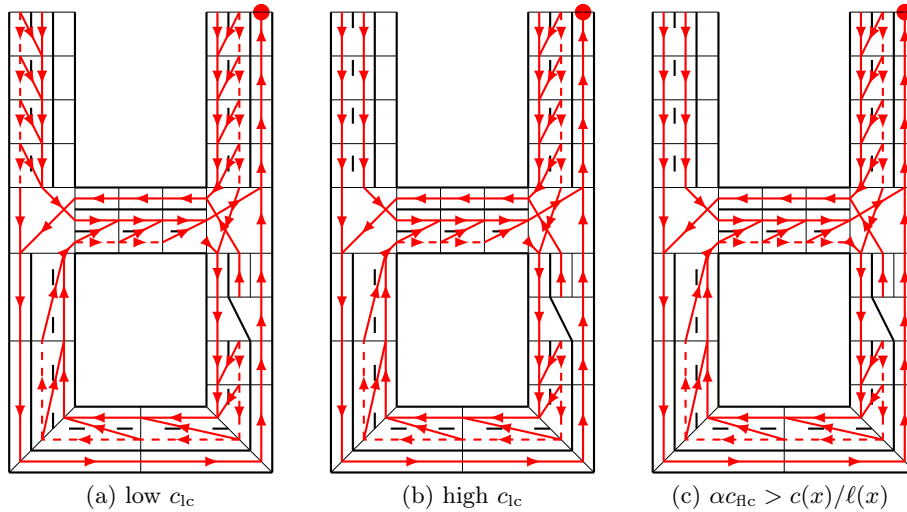 (a) low c_lc
(b) high c_lc
(c) αc_flc > c(x)/ℓ(x)